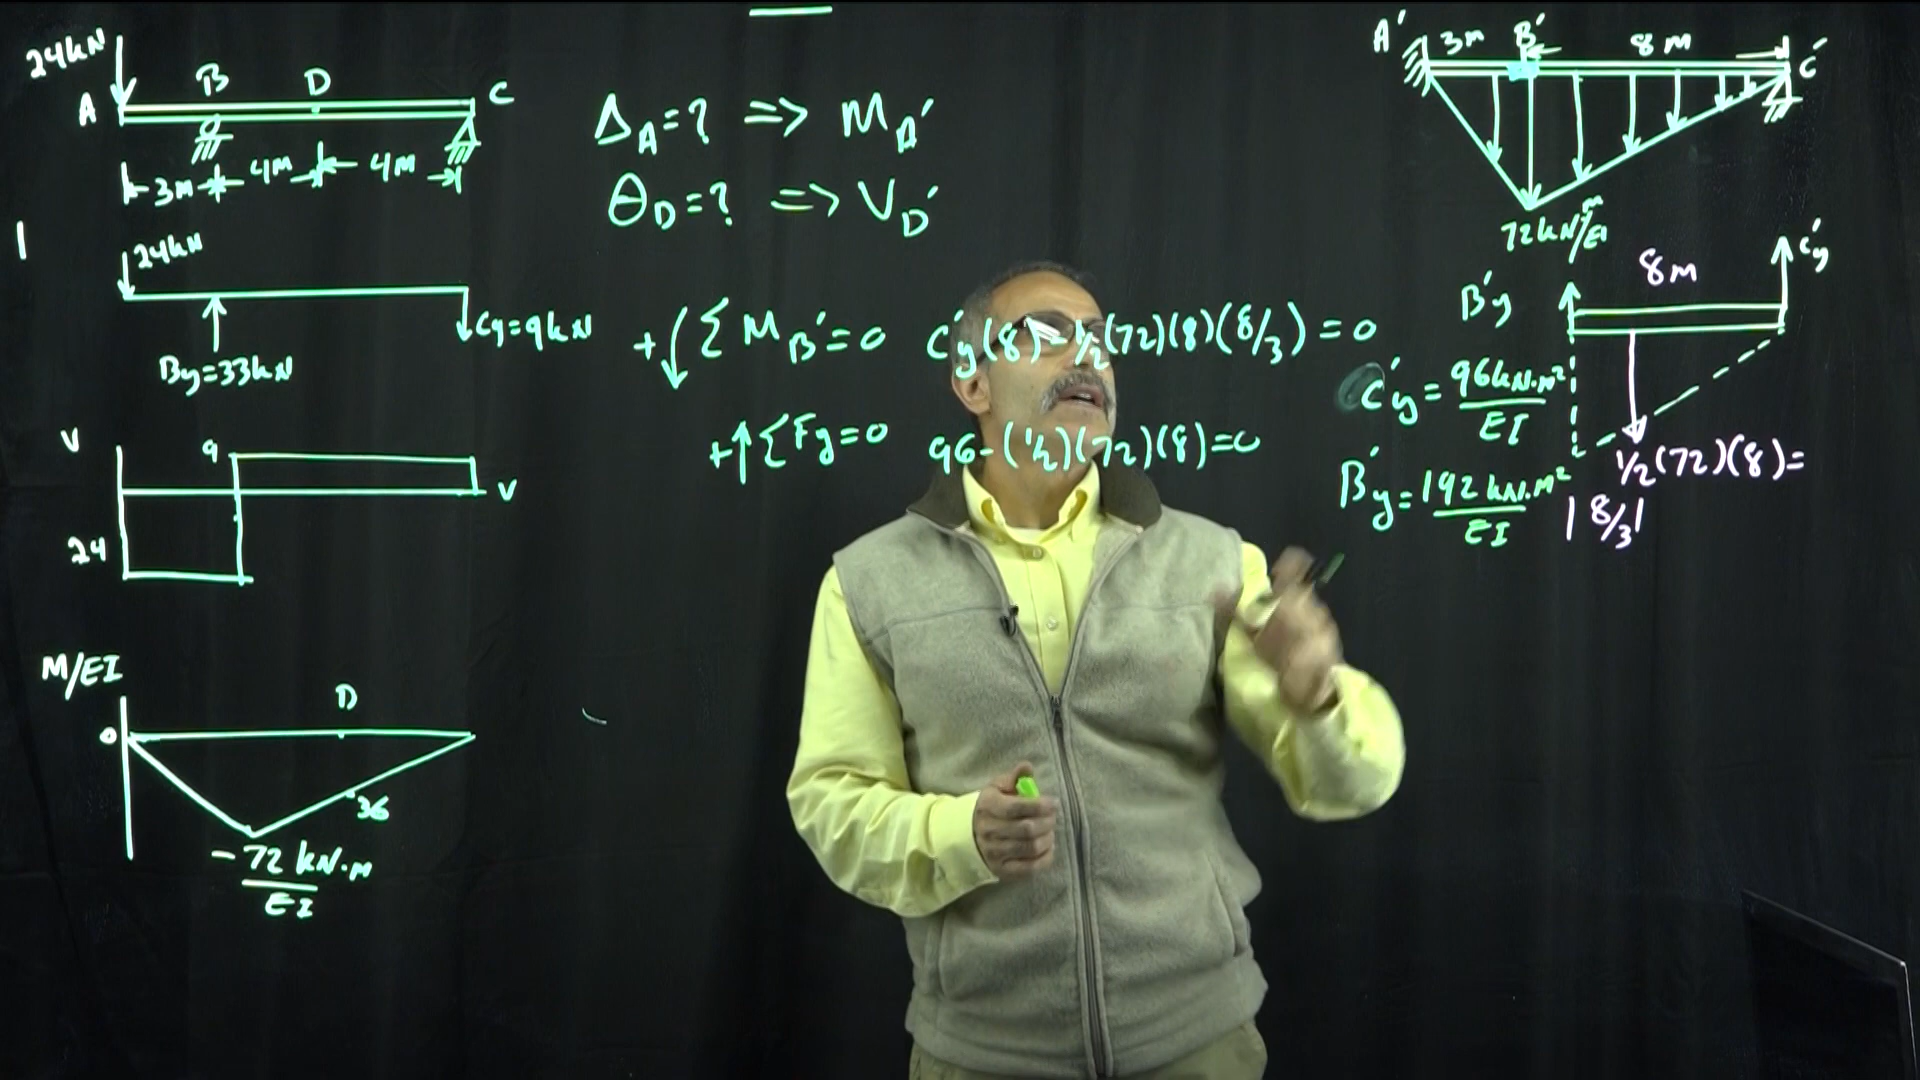 24kN
A B D C
3m 4m 4m
24kN
By=33kN
Cy=9kN
V
9
V
24
M/EI
D
0
36
-72 kN·m
EI
ΔA=? => MA'
θD=? => VD'
+ ΣMB'=0 C'y(8)-1/2(72)(8)(8/3)=0
+↑ΣFy=0 96-(1/2)(72)(8)=0
A' 3m B' 8m C'
72kN·m/EI
B'y 8m C'y
C'y=96kN·m²
EI
B'y=192kN·m²
EI
1/2(72)(8)=
8/3